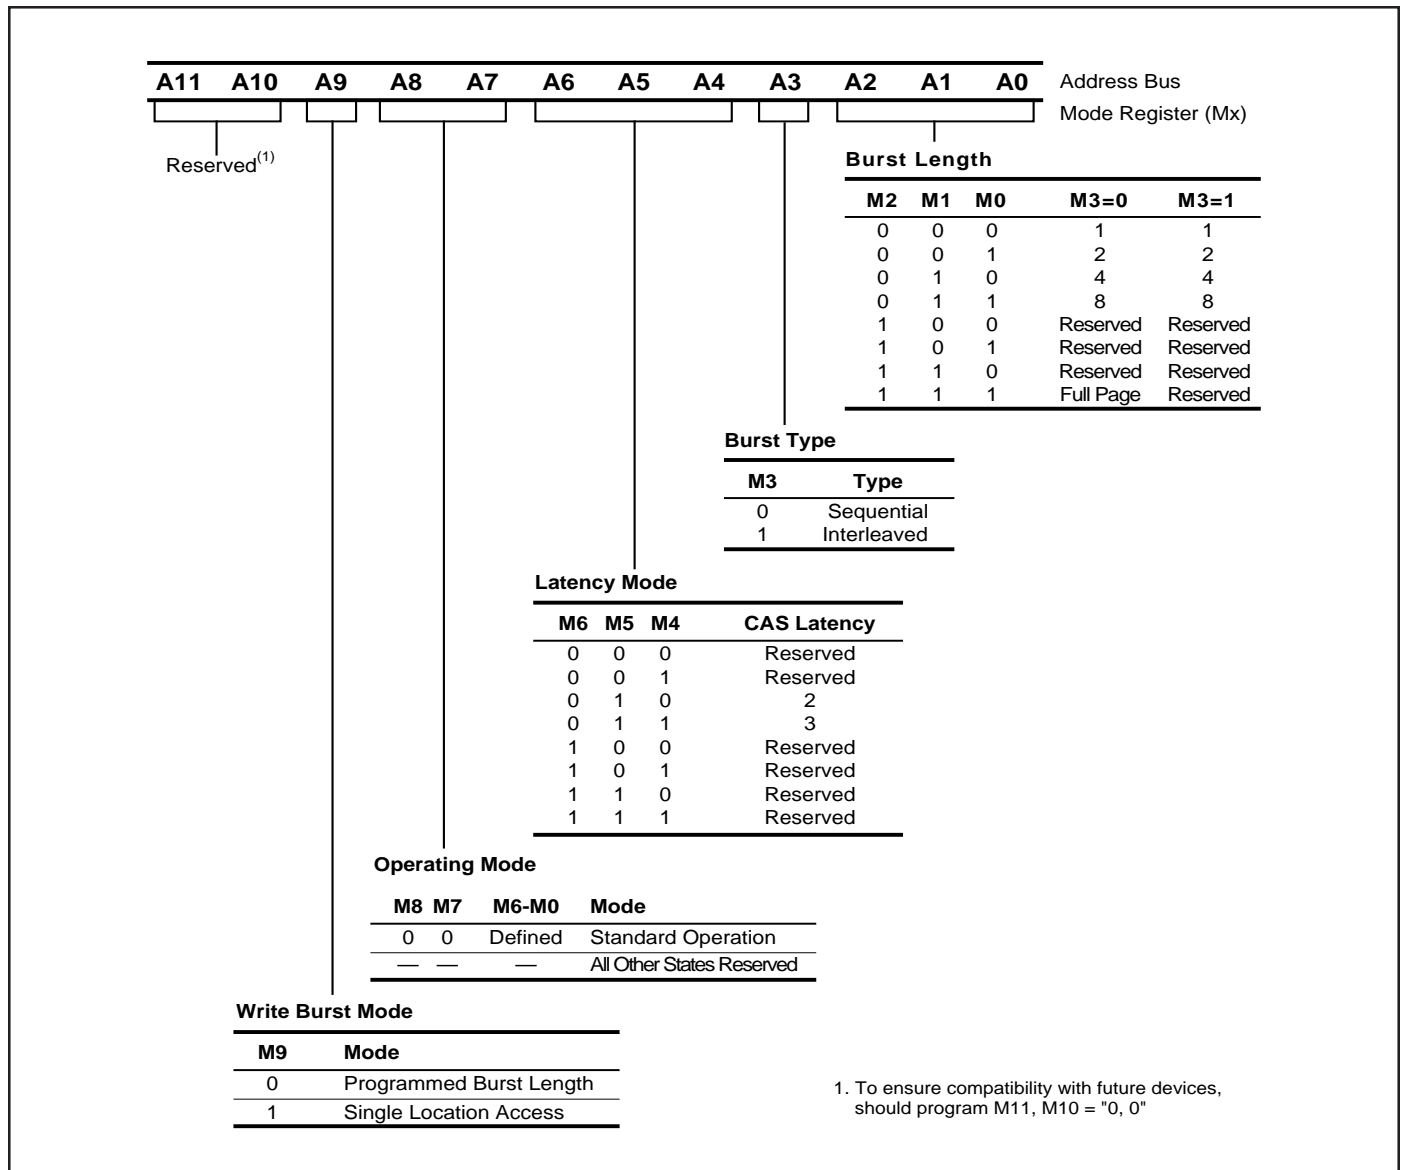 A11 A10 A9 A8 A7 A6 A5 A4 A3 A2 A1 A0 Address Bus
Mode Register (Mx)
Reserved(1)
Burst Length
M2 M1 M0 M3=0 M3=1
0 0 0 1 1
0 0 1 2 2
0 1 0 4 4
0 1 1 8 8
1 0 0 Reserved Reserved
1 0 1 Reserved Reserved
1 1 0 Reserved Reserved
1 1 1 Full Page Reserved
Burst Type
M3 Type
0 Sequential
1 Interleaved
Latency Mode
M6 M5 M4 CAS Latency
0 0 0 Reserved
0 0 1 Reserved
0 1 0 2
0 1 1 3
1 0 0 Reserved
1 0 1 Reserved
1 1 0 Reserved
1 1 1 Reserved
Operating Mode
M8 M7 M6-M0 Mode
0 0 Defined Standard Operation
— — — All Other States Reserved
Write Burst Mode
M9 Mode
0 Programmed Burst Length
1 Single Location Access
1. To ensure compatibility with future devices,
should program M11, M10 = "0, 0"